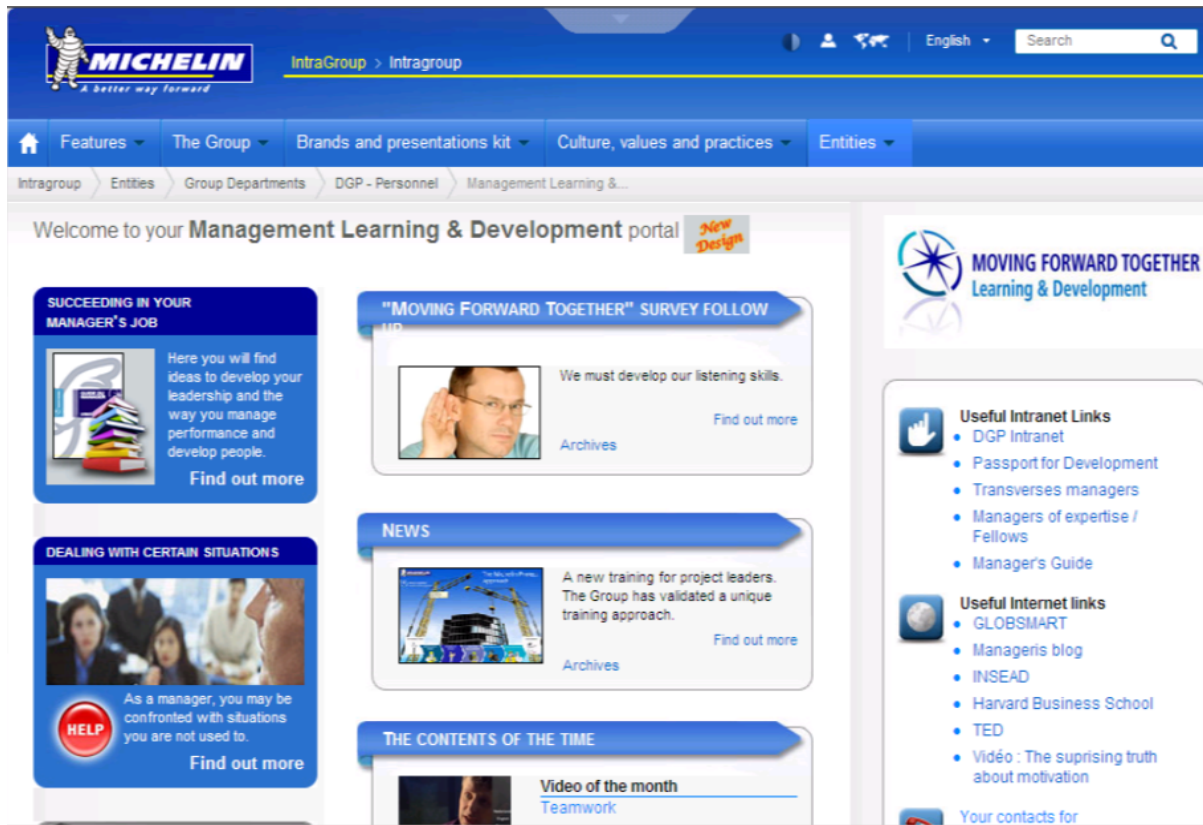 MICHELIN
A better way forward
IntraGroup > Intragroup
English
Search
Features
The Group
Brands and presentations kit
Culture, values and practices
Entities
Intragroup
Entities
Group Departments
DGP - Personnel
Management Learning &...
Welcome to your Management Learning & Development portal
New
Design
SUCCEEDING IN YOUR
MANAGER'S JOB
Here you will find
ideas to develop your
leadership and the
way you manage
performance and
develop people.
Find out more
DEALING WITH CERTAIN SITUATIONS
HELP
As a manager, you may be
confronted with situations
you are not used to.
Find out more
"MOVING FORWARD TOGETHER" SURVEY FOLLOW
UP
We must develop our listening skills.
Find out more
Archives
NEWS
A new training for project leaders.
The Group has validated a unique
training approach.
Find out more
Archives
THE CONTENTS OF THE TIME
Video of the month
Teamwork
MOVING FORWARD TOGETHER
Learning & Development
Useful Intranet Links
DGP Intranet
Passport for Development
Transverses managers
Managers of expertise /
Fellows
Manager's Guide
Useful Internet links
GLOBSMART
Manageris blog
INSEAD
Harvard Business School
TED
Vidéo : The suprising truth
about motivation
Your contacts for